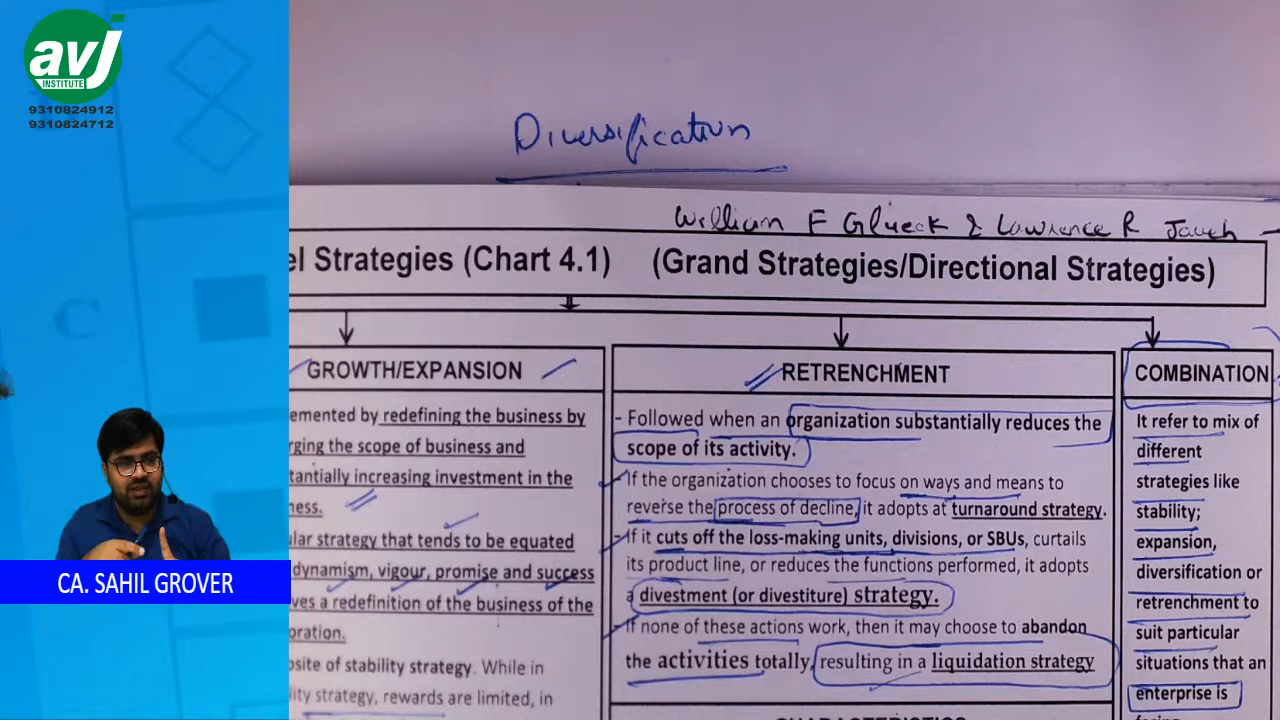 avj
INSTITUTE
9310824912
9310824712
CA. SAHIL GROVER
Diversification
William F Glueck & Lawrence R Jauch
el Strategies (Chart 4.1) (Grand Strategies/Directional Strategies)
GROWTH/EXPANSION
emented by redefining the business by
rging the scope of business and
tantially increasing investment in the
ness.
ular strategy that tends to be equated
dynamism, vigour, promise and success
ves a redefinition of the business of the
oration.
osite of stability strategy. While in
ity strategy, rewards are limited, in
RETRENCHMENT
- Followed when an organization substantially reduces the
scope of its activity.
- If the organization chooses to focus on ways and means to
reverse the process of decline, it adopts at turnaround strategy.
- If it cuts off the loss-making units, divisions, or SBUs, curtails
its product line, or reduces the functions performed, it adopts
a divestment (or divestiture) strategy.
- If none of these actions work, then it may choose to abandon
the activities totally, resulting in a liquidation strategy
CHARACTERISTICS
COMBINATION
It refer to mix of
different
strategies like
stability;
expansion,
diversification or
retrenchment to
suit particular
situations that an
enterprise is